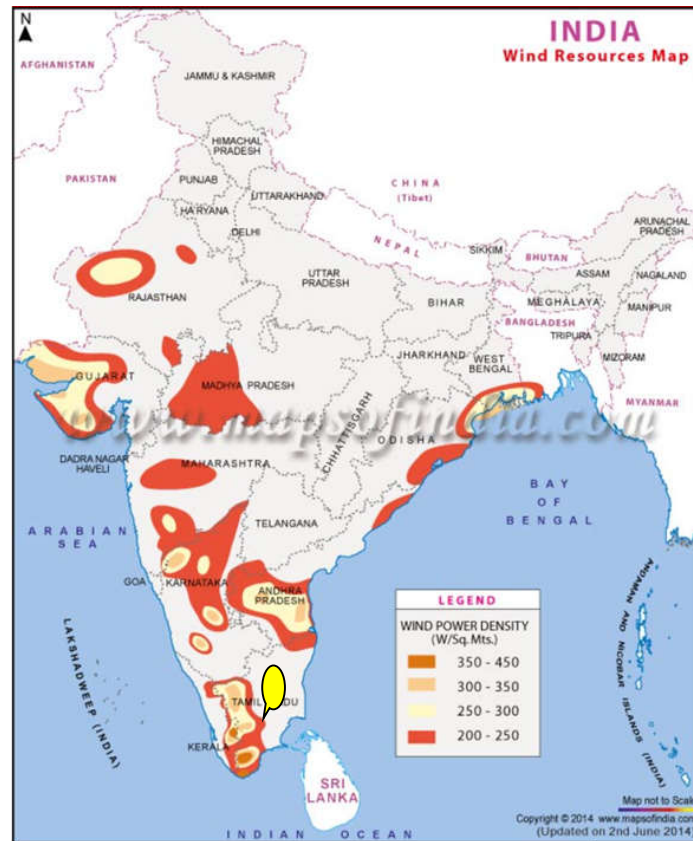 N
INDIA
Wind Resources Map
AFGHANISTAN
JAMMU & KASHMIR
HIMACHAL
PRADESH
PAKISTAN
PUNJAB
UTTARAKHAND
HARYANA
DELHI
CHINA
(Tibet)
NEPAL
SIKKIM
BHUTAN
ARUNACHAL
PRADESH
ASSAM
NAGALAND
MEGHALAYA
MANIPUR
BANGLADESH
TRIPURA
MIZORAM
MYANMAR
RAJASTHAN
UTTAR
PRADESH
BIHAR
JHARKHAND
WEST
BENGAL
GUJARAT
MADHYA PRADESH
CHHATTISGARH
ODISHA
www.mapsofindia.com
DADRA NAGAR
HAVELI
MAHARASHTRA
TELANGANA
BAY
OF
BENGAL
ARABIAN
SEA
GOA
KARNATAKA
ANDHRA
PRADESH
LAKSHADWEEP (INDIA)
ANDAMAN AND
NICOBAR
ISLANDS (INDIA)
LEGEND
WIND POWER DENSITY
(W/Sq.Mts.)
350 - 450
300 - 350
250 - 300
200 - 250
TAMIL DU
KERALA
SRI
LANKA
INDIAN OCEAN
Map not to Scale
Copyright © 2014 www.mapsofindia.com
(Updated on 2nd June 2014)